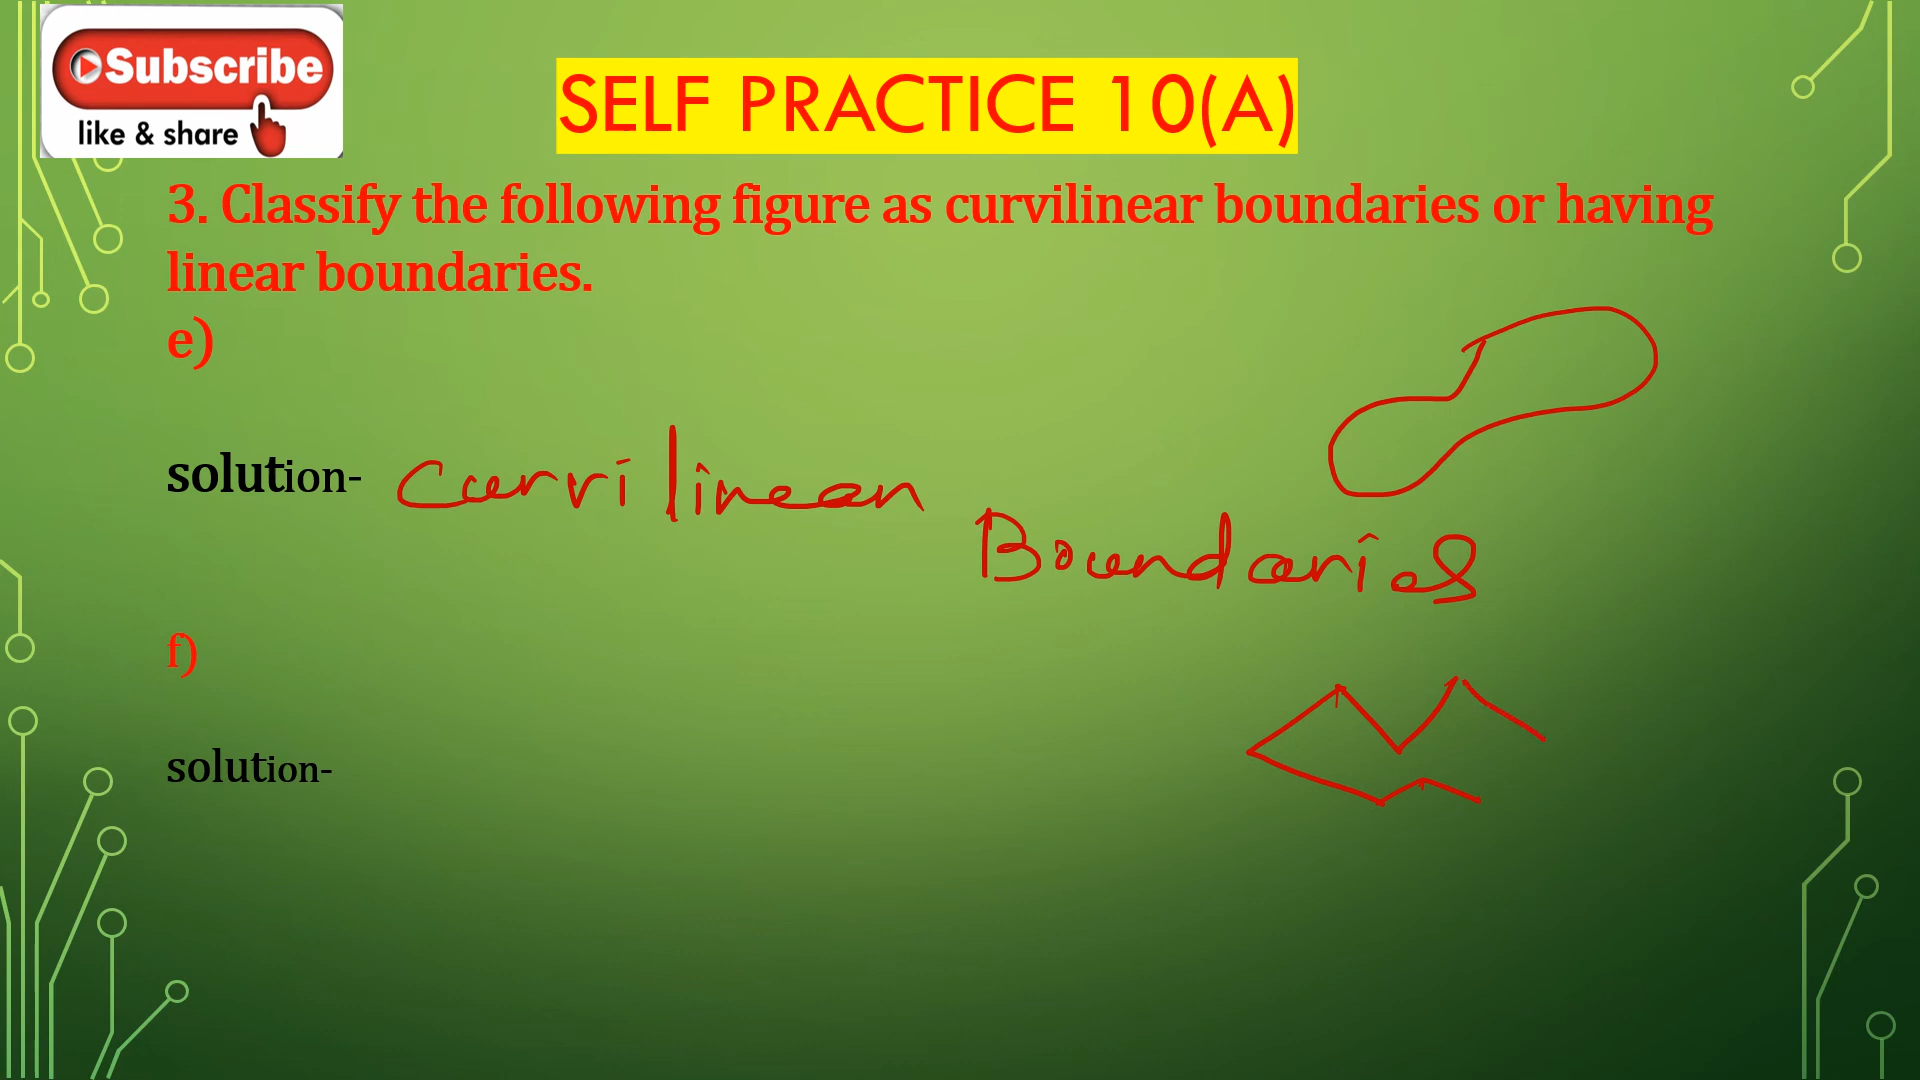 Subscribe
like & share
SELF PRACTICE 10(A)
3. Classify the following figure as curvilinear boundaries or having
linear boundaries.
e)
solution- Curvilinear
Boundaries
f)
solution-